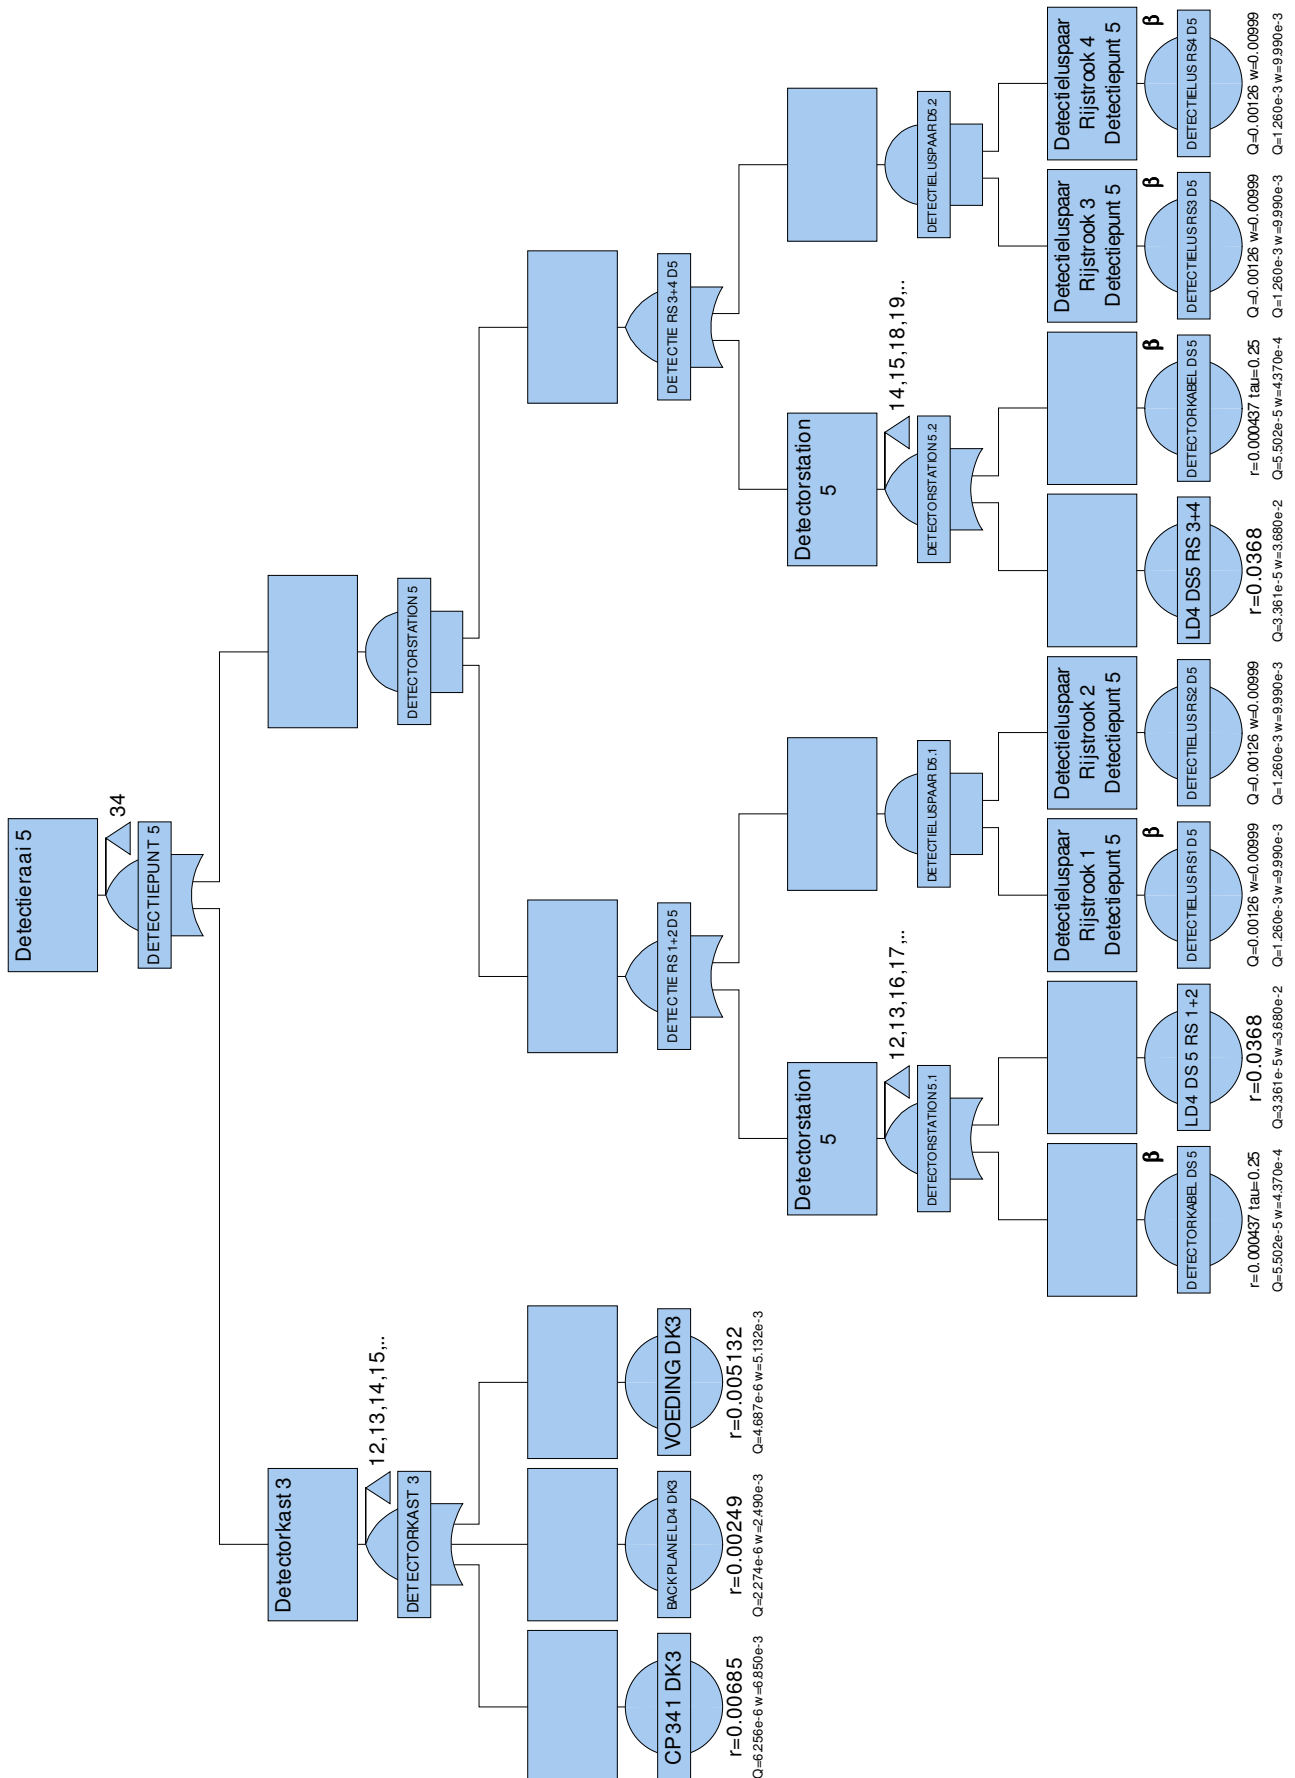 Detectieraai 5
34
DETECTIEPUNT 5
Detectorkast 3
12,13,14,15,..
DETECTORKAST 3
DETECTORSTATION 5
CP341 DK3
r=0.00685
Q=6.256e-6 w=6.850e-3
BACKPLANE LD4 DK3
r=0.00249
Q=2.274e-6 w=2.490e-3
VOEDING DK3
r=0.005132
Q=4.687e-6 w=5.132e-3
DETECTIE RS 1+2 D5
DETECTIE RS 3+4 D5
Detectorstation
5
12,13,16,17,..
DETECTORSTATION 5.1
DETECTIELUSPAAR D5.1
Detectorstation
5
14,15,18,19,..
DETECTORSTATION 5.2
DETECTIELUSPAAR D5.2
β
DETECTORKABEL DS 5
r=0.000437 tau=0.25
Q=5.502e-5 w=4.370e-4
LD4 DS 5 RS 1+2
r=0.0368
Q=3.361e-5 w=3.680e-2
Detectieluspaar
Rijstrook 1
Detectiepunt 5
β
DETECTIELUS RS1 D5
Q=0.00126 w=0.00999
Q=1.260e-3 w=9.990e-3
Detectieluspaar
Rijstrook 2
Detectiepunt 5
DETECTIELUS RS2 D5
Q=0.00126 w=0.00999
Q=1.260e-3 w=9.990e-3
LD4 DS5 RS 3+4
r=0.0368
Q=3.361e-5 w=3.680e-2
β
DETECTORKABEL DS 5
r=0.000437 tau=0.25
Q=5.502e-5 w=4.370e-4
Detectieluspaar
Rijstrook 3
Detectiepunt 5
β
DETECTIELUS RS3 D5
Q=0.00126 w=0.00999
Q=1.260e-3 w=9.990e-3
Detectieluspaar
Rijstrook 4
Detectiepunt 5
β
DETECTIELUS RS4 D5
Q=0.00126 w=0.00999
Q=1.260e-3 w=9.990e-3